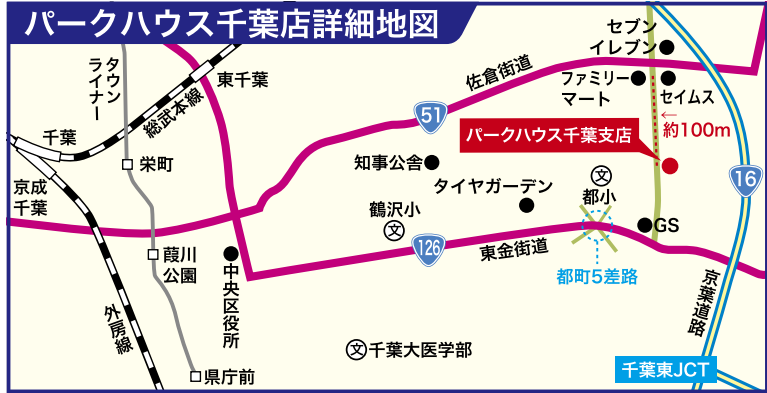 パークハウス千葉店詳細地図
タウン
ライナー
東千葉
総武本線
千葉
栄町
京成
千葉
葭川
公園
中央区役所
外房線
県庁前
セブン
イレブン
佐倉街道
ファミリー
マート
セイムス
←
約100m
51
パークハウス千葉支店
知事公舎
タイヤガーデン
文
都小
16
鶴沢小
文
126
東金街道
GS
都町5差路
京葉道路
文千葉大医学部
千葉東JCT